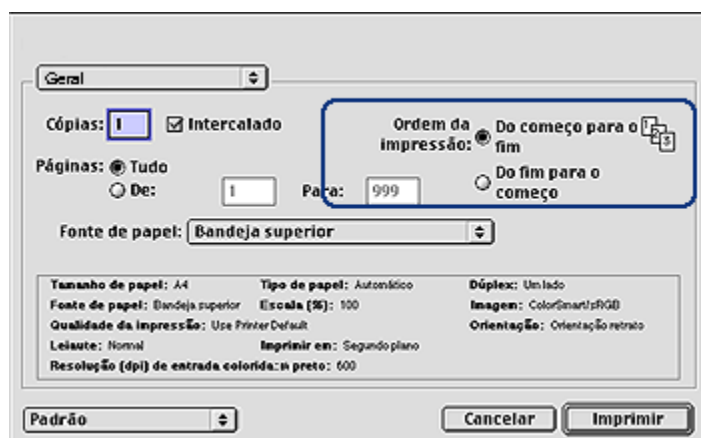 Geral
Cópias: 1 Intercalado
Ordem da impressão: Do começo para o fim
Páginas: Tudo
De: 1 Para: 999
Do fim para o começo
Fonte de papel: Bandeja superior
Tamanho de papel: A4 Tipo de papel: Automático Dúplex: Um lado
Fonte de papel: Bandeja superior Escala (%): 100 Imagem: ColorSmart/sRGB
Qualidade da impressão: Use Printer Default Orientação: Orientação retrato
Leiaute: Normal Imprimir em: Segundo plano
Resolução (dpi) de entrada colorida: preto: 600
Padrão Cancelar Imprimir